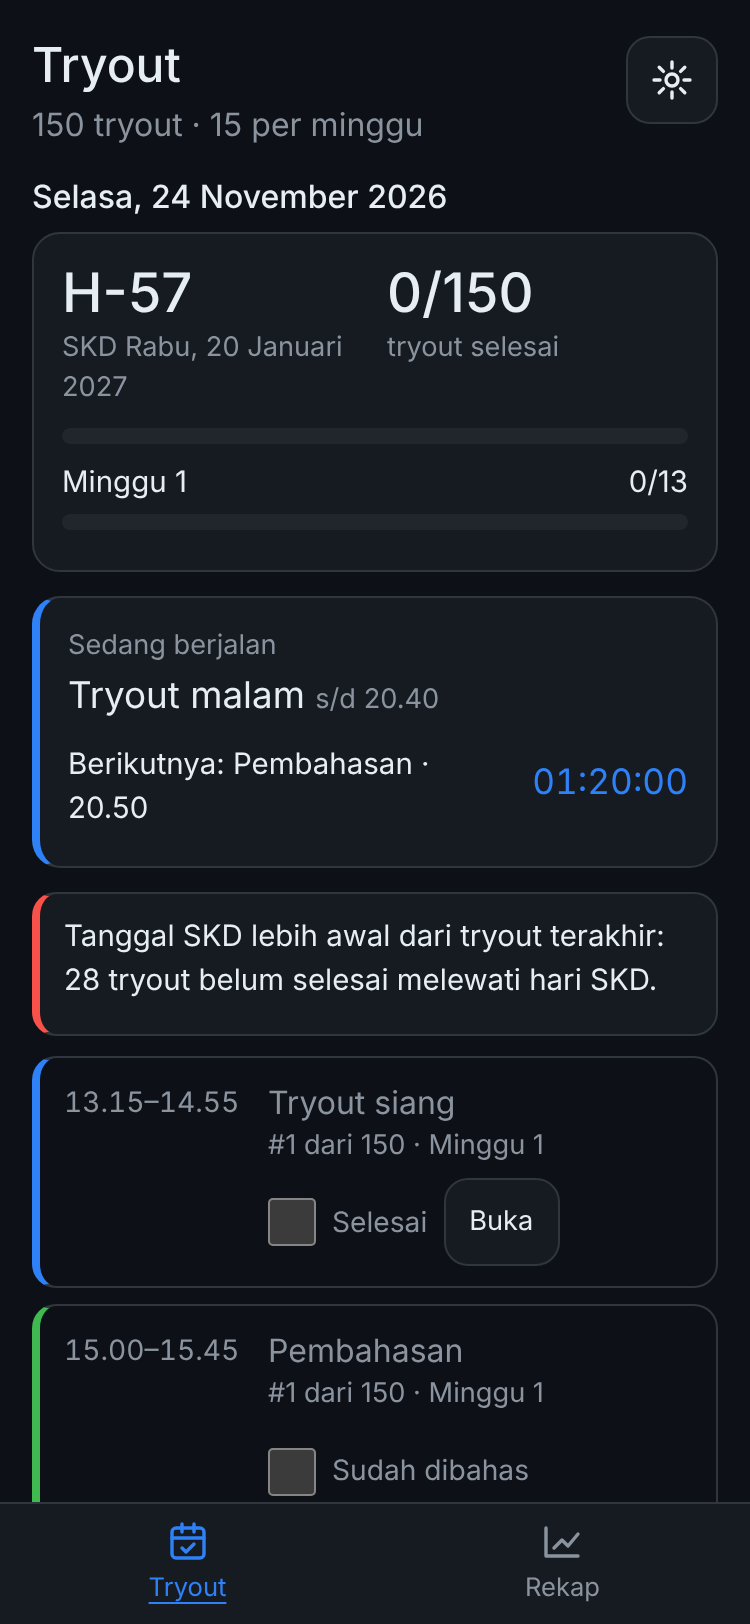 Tryout
150 tryout · 15 per minggu
Selasa, 24 November 2026
H-57
SKD Rabu, 20 Januari
2027
0/150
tryout selesai
Minggu 1
0/13
Sedang berjalan
Tryout malam s/d 20.40
Berikutnya: Pembahasan ·
20.50
01:20:00
Tanggal SKD lebih awal dari tryout terakhir:
28 tryout belum selesai melewati hari SKD.
13.15–14.55
Tryout siang
#1 dari 150 · Minggu 1
Selesai
Buka
15.00–15.45
Pembahasan
#1 dari 150 · Minggu 1
Sudah dibahas
Tryout
Rekap